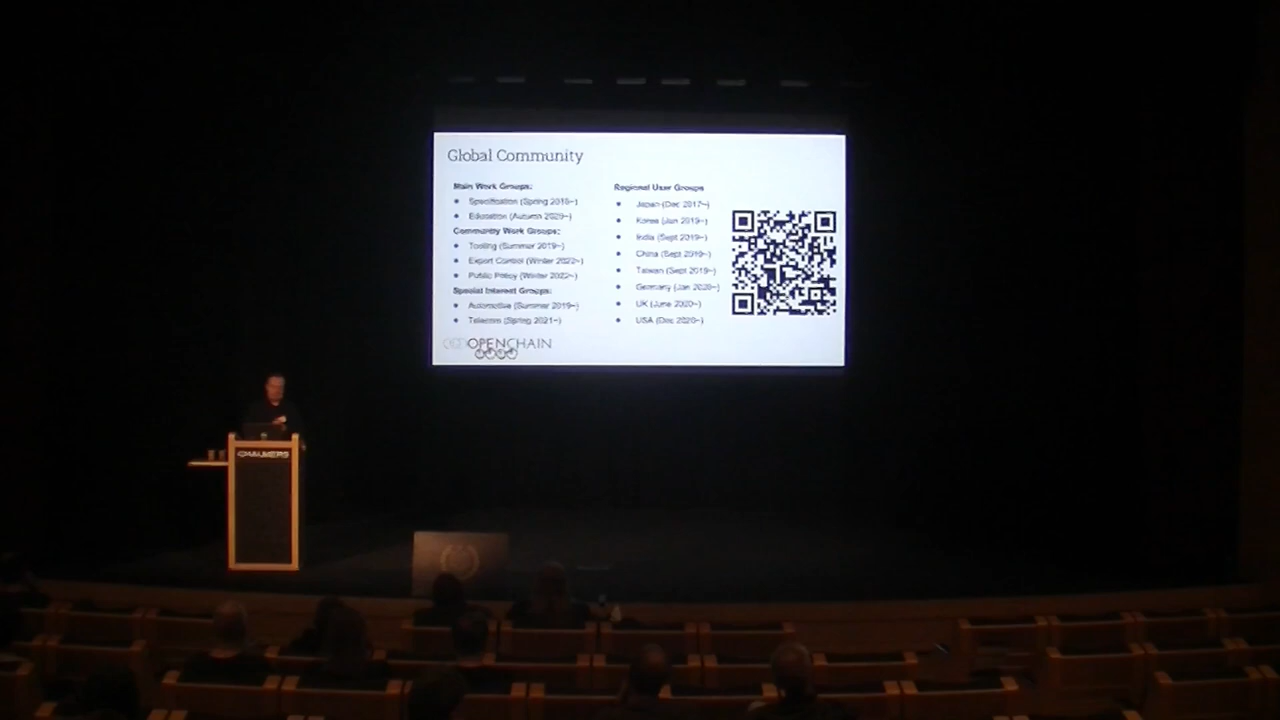 Global Community
Main Work Groups:
Specification (Spring 2016~)
Education (Autumn 2020~)
Community Work Groups:
Tooling (Summer 2019~)
Export Control (Winter 2022~)
Public Policy (Winter 2022~)
Special Interest Groups:
Automotive (Summer 2019~)
Telecom (Spring 2021~)
Regional User Groups
Japan (Dec 2017~)
Korea (Jan 2019~)
India (Sept 2019~)
China (Sept 2019~)
Taiwan (Sept 2019~)
Germany (Jan 2020~)
UK (June 2020~)
USA (Dec 2020~)
OPENCHAIN
CHALMERS